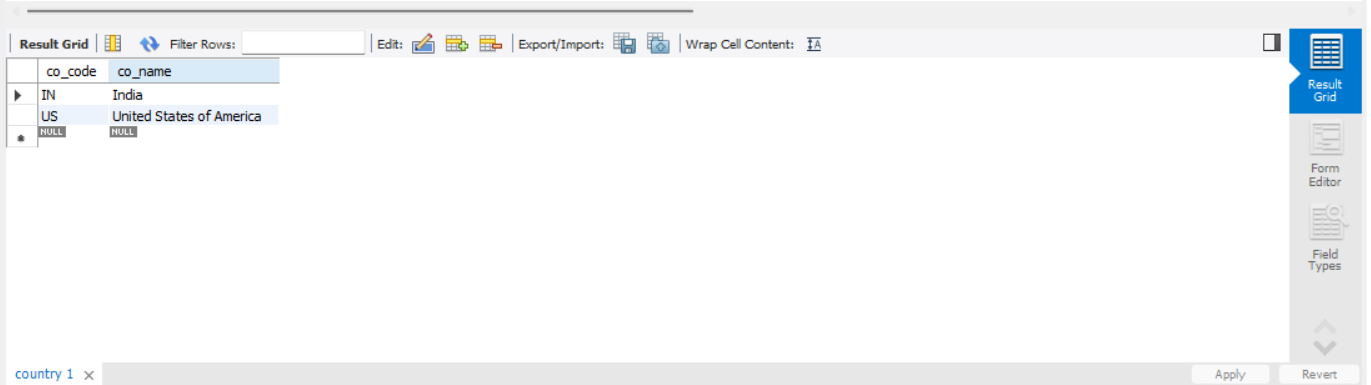 Result Grid Filter Rows: Edit: Export/Import: Wrap Cell Content: IA
co_code co_name
IN India
US United States of America
NULL NULL
Result
Grid
Form
Editor
Field
Types
country 1 Apply Revert